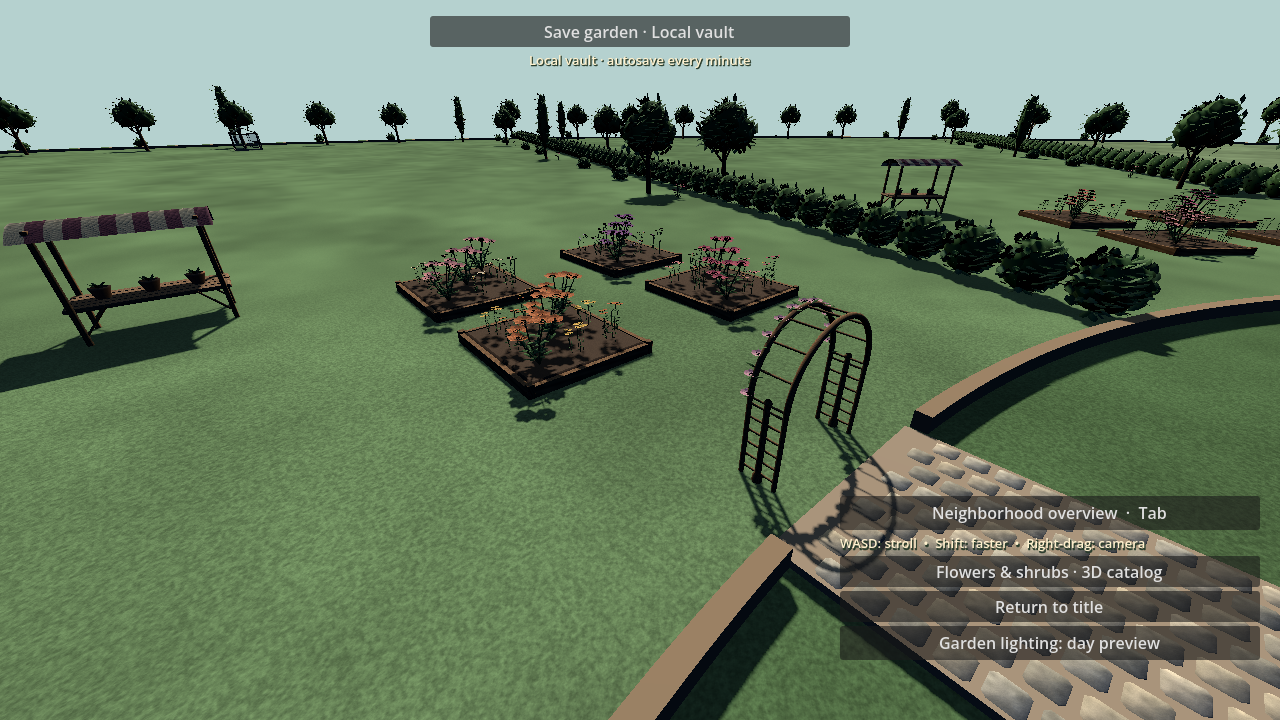 Save garden · Local vault
Local vault · autosave every minute
Neighborhood overview · Tab
WASD: stroll • Shift: faster • Right-drag: camera
Flowers & shrubs · 3D catalog
Return to title
Garden lighting: day preview